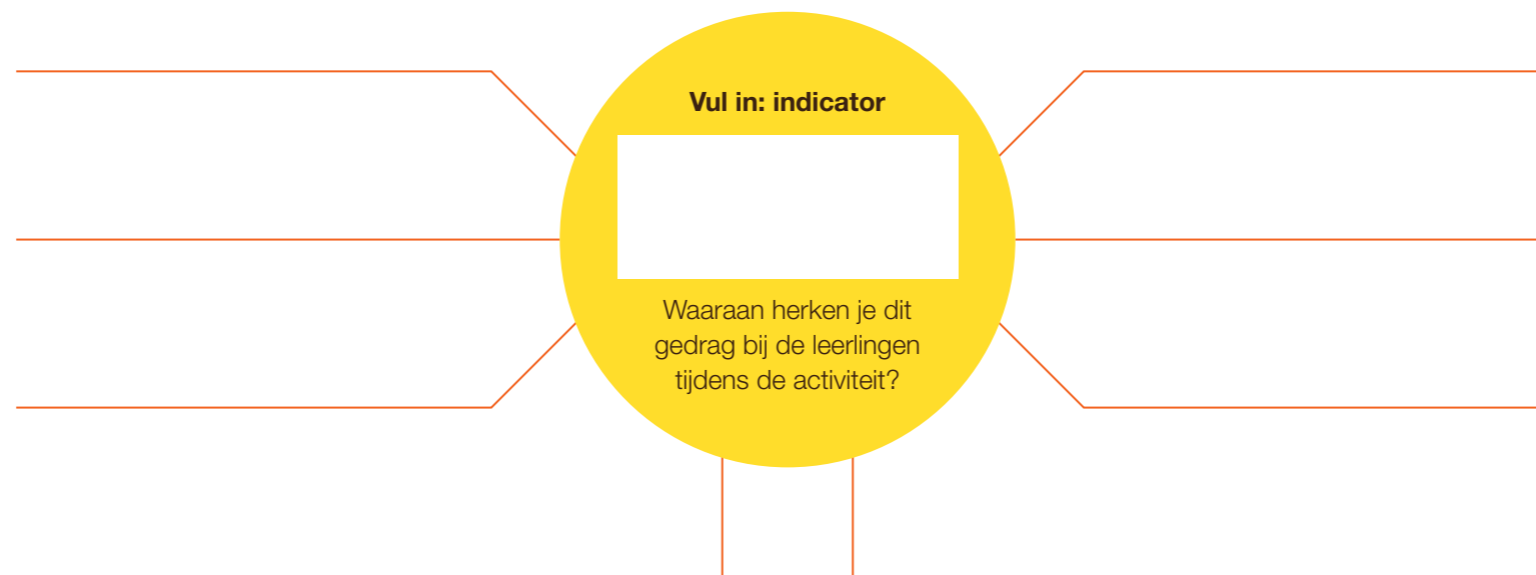 Vul in: indicator
Waaraan herken je dit
gedrag bij de leerlingen
tijdens de activiteit?